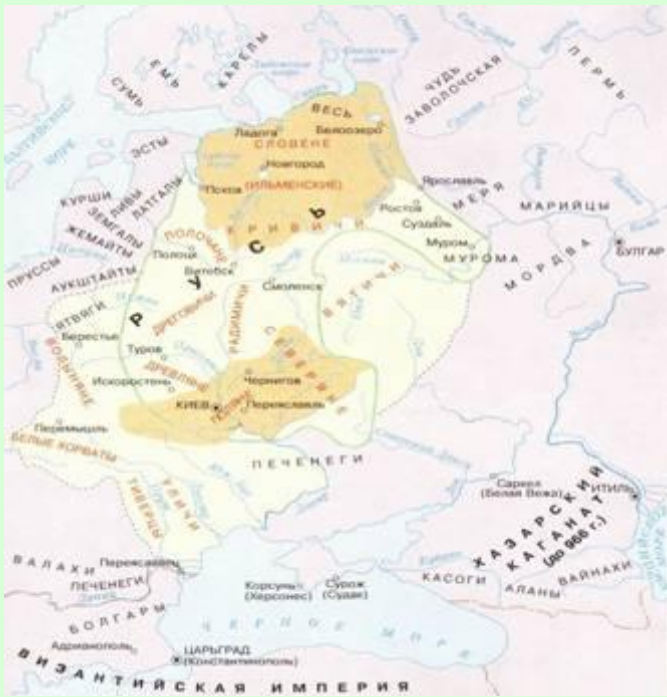 ПЕРМЬ
КАРЕЛЫ
ЕМЬ
СУМЬ
ЧУДЬ
ЗАВОЛОЧСКАЯ
ВЕСЬ
Ладога
Белоозеро
СЛОВЕНЕ
ЭСТЫ
Новгород
Псков
(ИЛЬМЕНСКИЕ)
ЛИВЫ
ЛАТГАЛЫ
КУРШИ
ЗЕМГАЛЫ
ЖЕМАЙТЫ
ПРУССЫ
АУКШТАЙТЫ
Ярославль
МЕРЯ
Ростов
Суздаль
МАРИЙЦЫ
Муром
МУРОМА
БУЛГАР
МОРДВА
КРИВИЧИ
РУСЬ
ПОЛОЧАНЕ
Полоцк
Витебск
Смоленск
ВЯТИЧИ
ЯТВЯГИ
Берестье
ДРЕГОВИЧИ
РАДИМИЧИ
СЕВЕРЯНЕ
Туров
ВОЛЫНЯНЕ
ДРЕВЛЯНЕ
Искоростень
Чернигов
КИЕВ
ПОЛЯНЕ
Переяславль
Перемышль
БЕЛЫЕ ХОРВАТЫ
ПЕЧЕНЕГИ
УЛИЧИ
ТИВЕРЦЫ
Саркел
(Белая Вежа)
ИТИЛЬ
ХАЗАРСКИЙ
КАГАНАТ
(до 965 г.)
ВАЛАХИ
Переяславец
ПЕЧЕНЕГИ
Корсунь
(Херсонес)
Сурож
(Судак)
КАСОГИ
АЛАНЫ
ВАЙНАХИ
БОЛГАРЫ
ЧЕРНОЕ МОРЕ
Адрианополь
ЦАРЬГРАД
(Константинополь)
ВИЗАНТИЙСКАЯ ИМПЕРИЯ